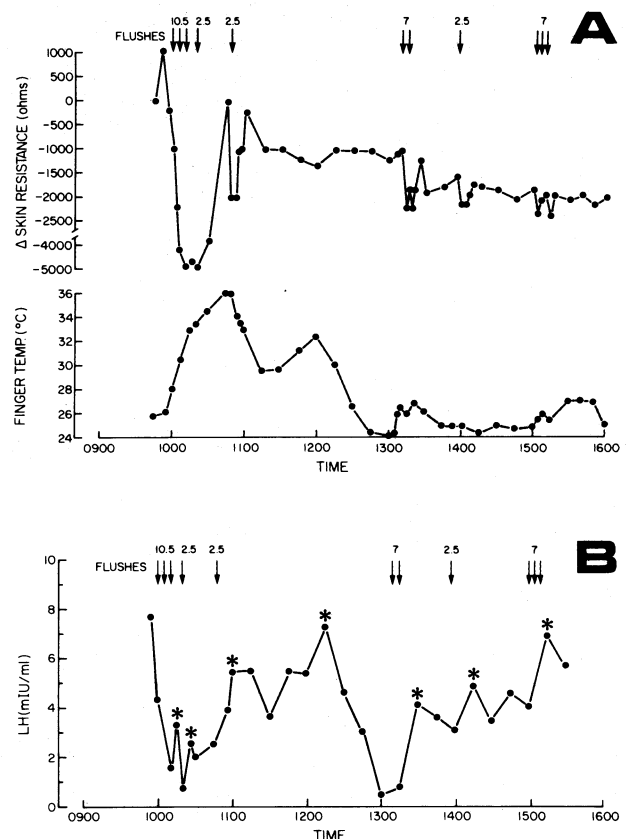 10.5 2.5 2.5 7 2.5 7
A
FLUSHES
1000
500
0
-500
-1000
-1500
-2000
-2500
-4000
-5000
Δ SKIN RESISTANCE (ohms)
36
34
32
30
28
26
24
FINGER TEMP. (°C)
0900 1000 1100 1200 1300 1400 1500 1600
TIME
B
10.5 2.5 2.5 7 2.5 7
FLUSHES
10
8
6
4
2
0
LH (mIU/ml)
* * * * * * *
0900 1000 1100 1200 1300 1400 1500 1600
TIME